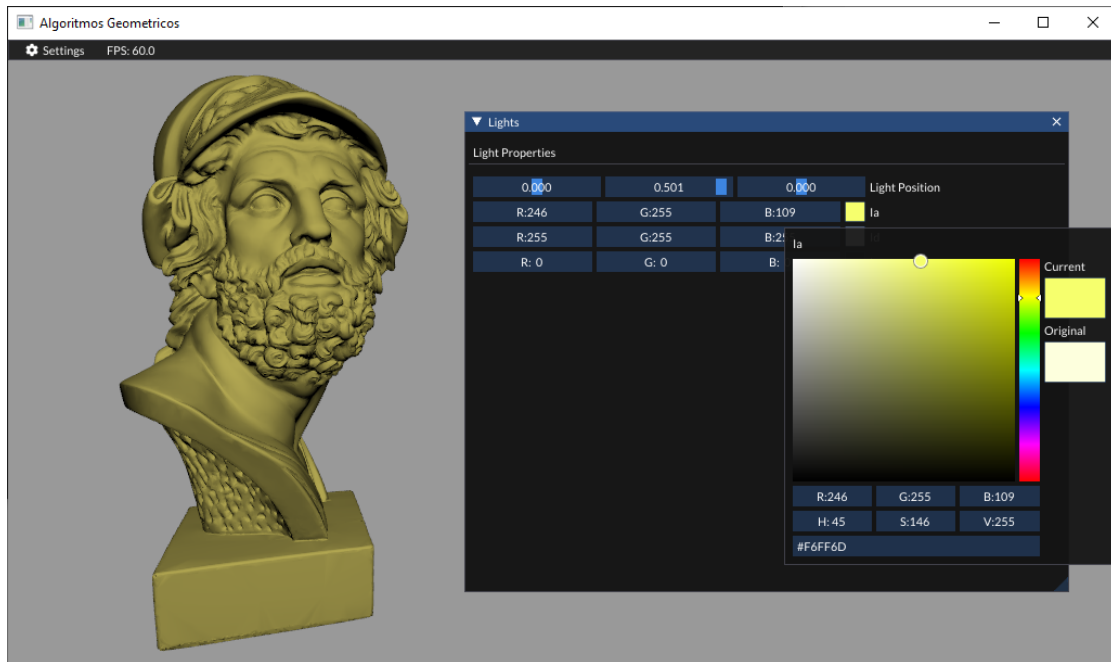 Algoritmos Geometricos
Settings FPS: 60.0
Lights
Light Properties
0.000 0.501 0.000 Light Position
R:246 G:255 B:109 Ia
R:255 G:255 Id
R: 0 G: 0 B:
Ia
Current
Original
R:246 G:255 B:109
H: 45 S:146 V:255
#F6FF6D